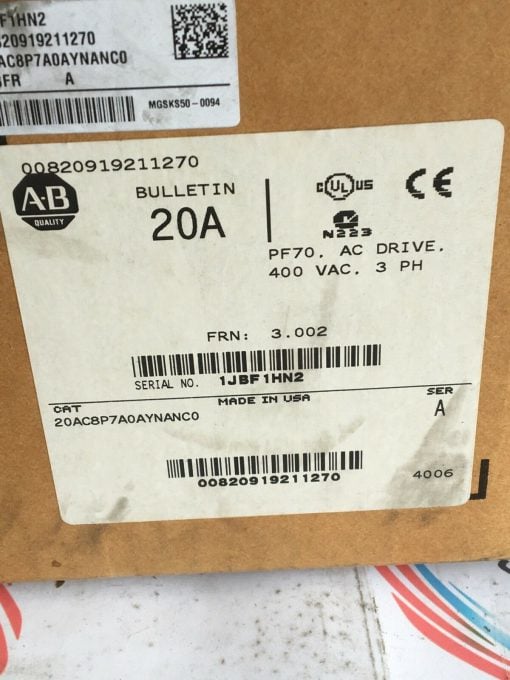 F1HN2
820919211270
AC8P7A0AYNANC0
FR A
MGSKS50-0094
00820919211270
A-B
QUALITY
BULLETIN
20A
c UL us
CE
N223
PF70, AC DRIVE,
400 VAC, 3 PH
FRN: 3.002
SERIAL NO. 1JBF1HN2
MADE IN USA
CAT
20AC8P7A0AYNANC0
SER
A
00820919211270
4006